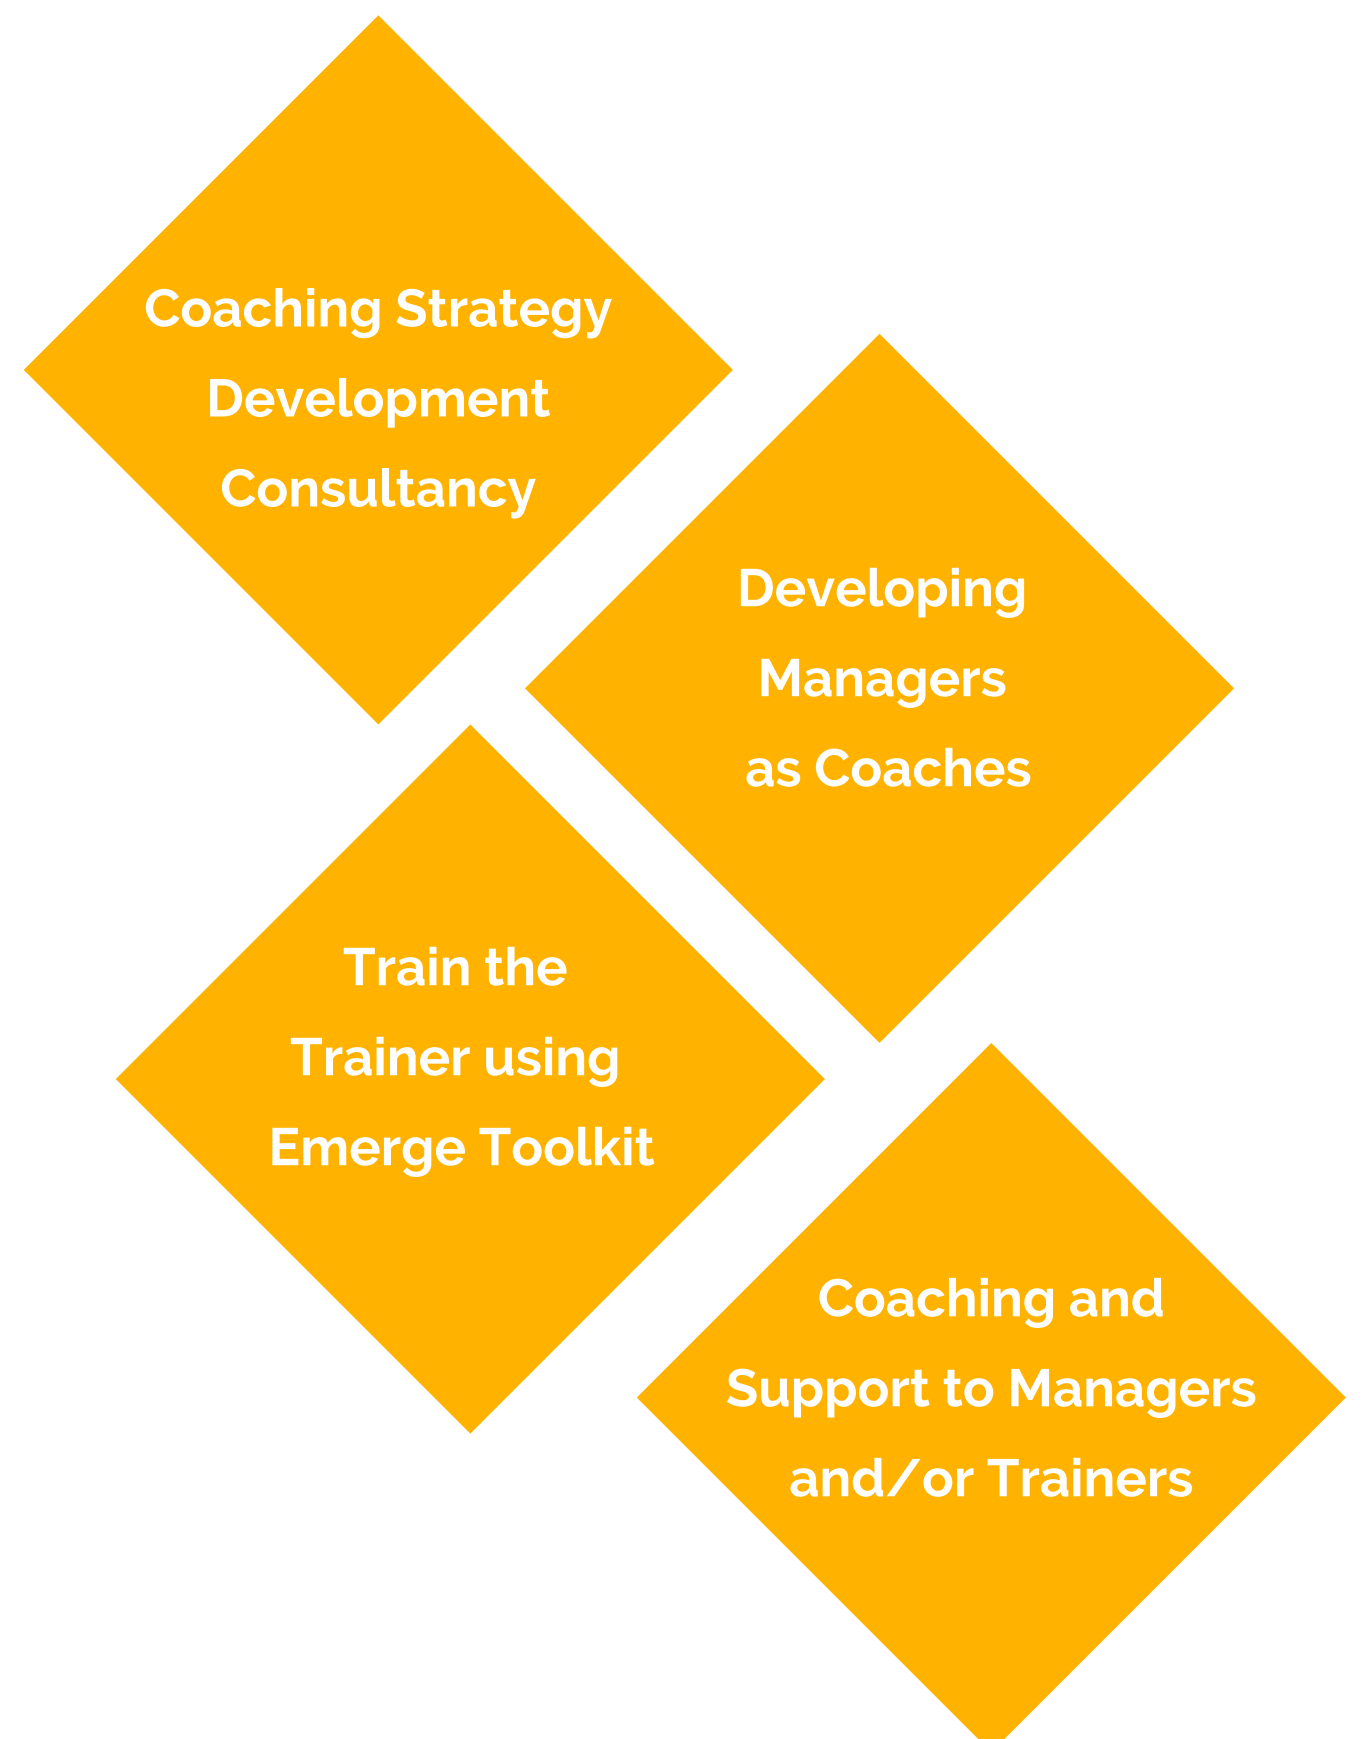 Coaching Strategy
Development
Consultancy
Developing
Managers
as Coaches
Train the
Trainer using
Emerge Toolkit
Coaching and
Support to Managers
and/or Trainers